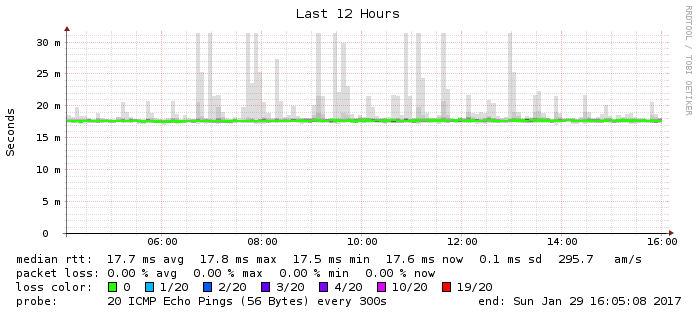 Last 12 Hours
RRDTOOL / TOBI OETIKER
Seconds
30 m
25 m
20 m
15 m
10 m
5 m
0
06:00 08:00 10:00 12:00 14:00 16:00
median rtt: 17.7 ms avg 17.8 ms max 17.5 ms min 17.6 ms now 0.1 ms sd 295.7 am/s
packet loss: 0.00 % avg 0.00 % max 0.00 % min 0.00 % now
loss color: 0 1/20 2/20 3/20 4/20 10/20 19/20
probe: 20 ICMP Echo Pings (56 Bytes) every 300s end: Sun Jan 29 16:05:08 2017